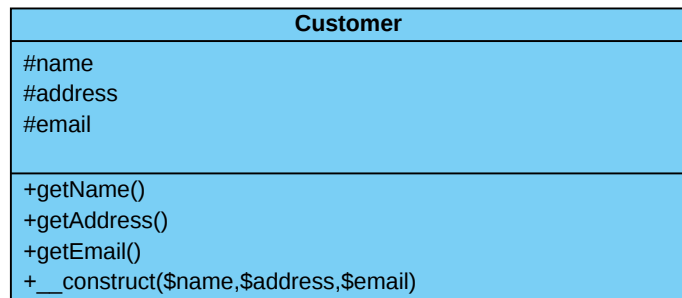 Customer
#name
#address
#email
+getName()
+getAddress()
+getEmail()
+__construct($name,$address,$email)